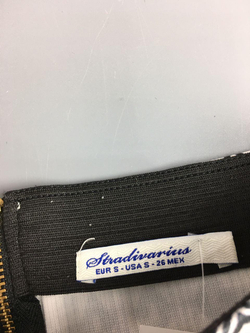 Stradivarius
EUR S - USA S - 26 MEX